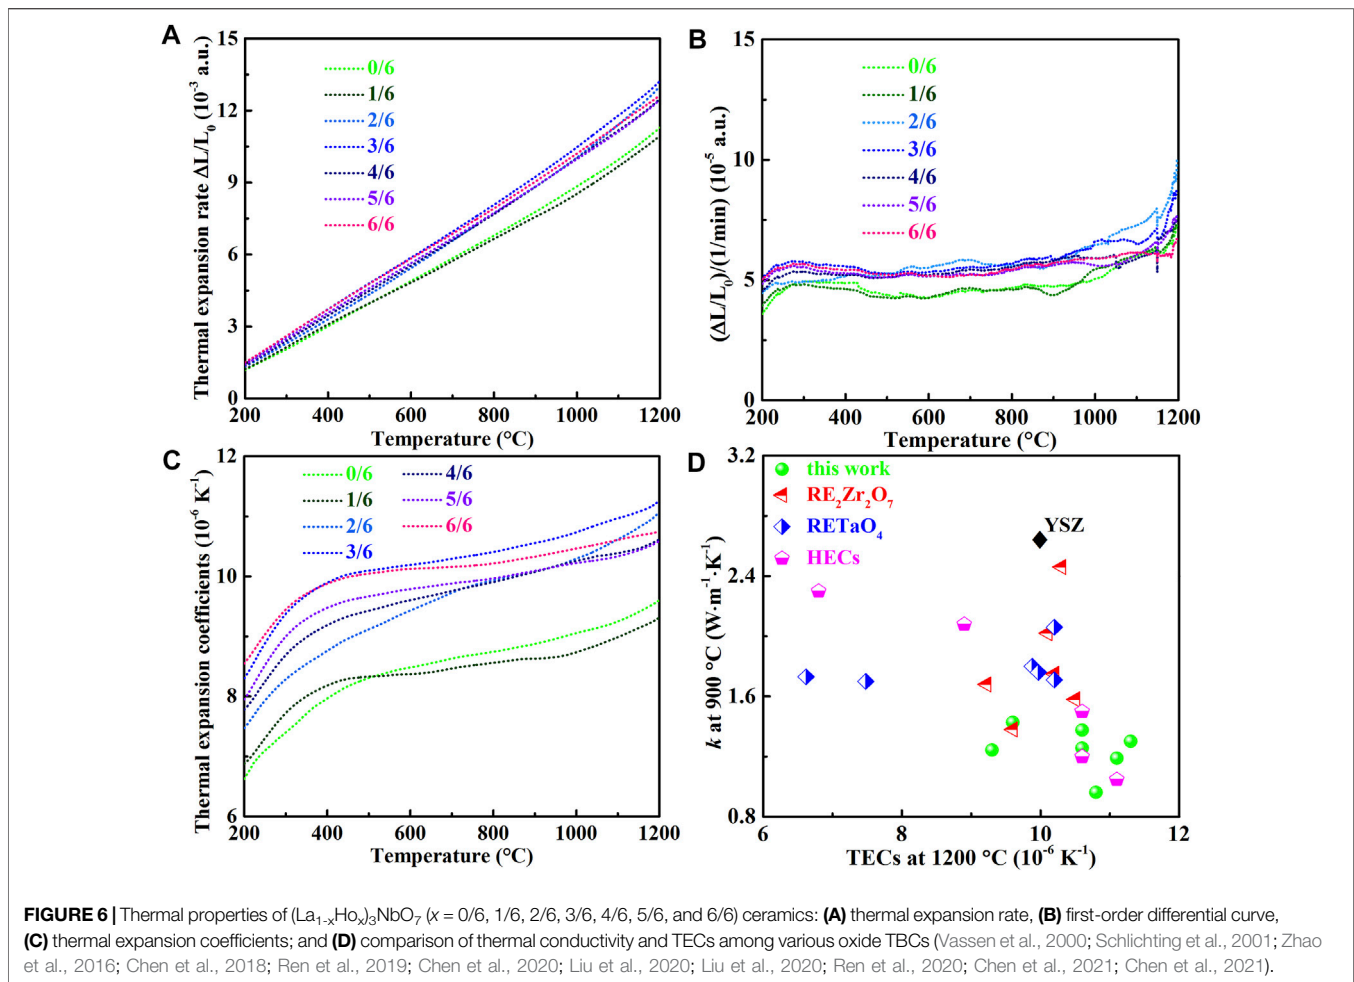 A
Thermal expansion rate ΔL/L₀ (10⁻³ a.u.)
15
12
9
6
3
0
0/6
1/6
2/6
3/6
4/6
5/6
6/6
200 400 600 800 1000 1200
Temperature (°C)
B
(ΔL/L₀)/(1/min) (10⁻⁵ a.u.)
15
10
5
0
0/6
1/6
2/6
3/6
4/6
5/6
6/6
200 400 600 800 1000 1200
Temperature (°C)
C
Thermal expansion coefficients (10⁻⁶ K⁻¹)
12
10
8
6
0/6 4/6
1/6 5/6
2/6 6/6
3/6
200 400 600 800 1000 1200
Temperature (°C)
D
k at 900 °C (W·m⁻¹·K⁻¹)
3.2
2.4
1.6
0.8
this work
RE₂Zr₂O₇
RETaO₄
HECs
YSZ
6 8 10 12
TECs at 1200 °C (10⁻⁶ K⁻¹)
FIGURE 6 | Thermal properties of (La₁₋ₓHoₓ)₃NbO₇ (x = 0/6, 1/6, 2/6, 3/6, 4/6, 5/6, and 6/6) ceramics: (A) thermal expansion rate, (B) first-order differential curve,
(C) thermal expansion coefficients; and (D) comparison of thermal conductivity and TECs among various oxide TBCs (Vassen et al., 2000; Schlichting et al., 2001; Zhao
et al., 2016; Chen et al., 2018; Ren et al., 2019; Chen et al., 2020; Liu et al., 2020; Liu et al., 2020; Ren et al., 2020; Chen et al., 2021; Chen et al., 2021).